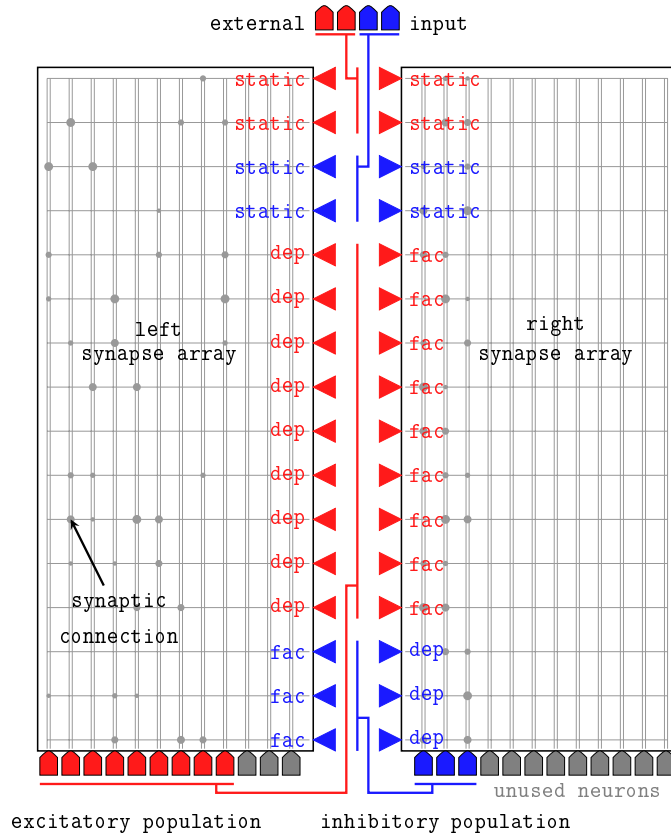 external input
static static
static static
static static
static static
dep fac
dep fac
left
synapse array
right
synapse array
dep fac
dep fac
dep fac
dep fac
dep fac
dep fac
synaptic
connection
dep fac
fac dep
fac dep
fac dep
unused neurons
excitatory population inhibitory population